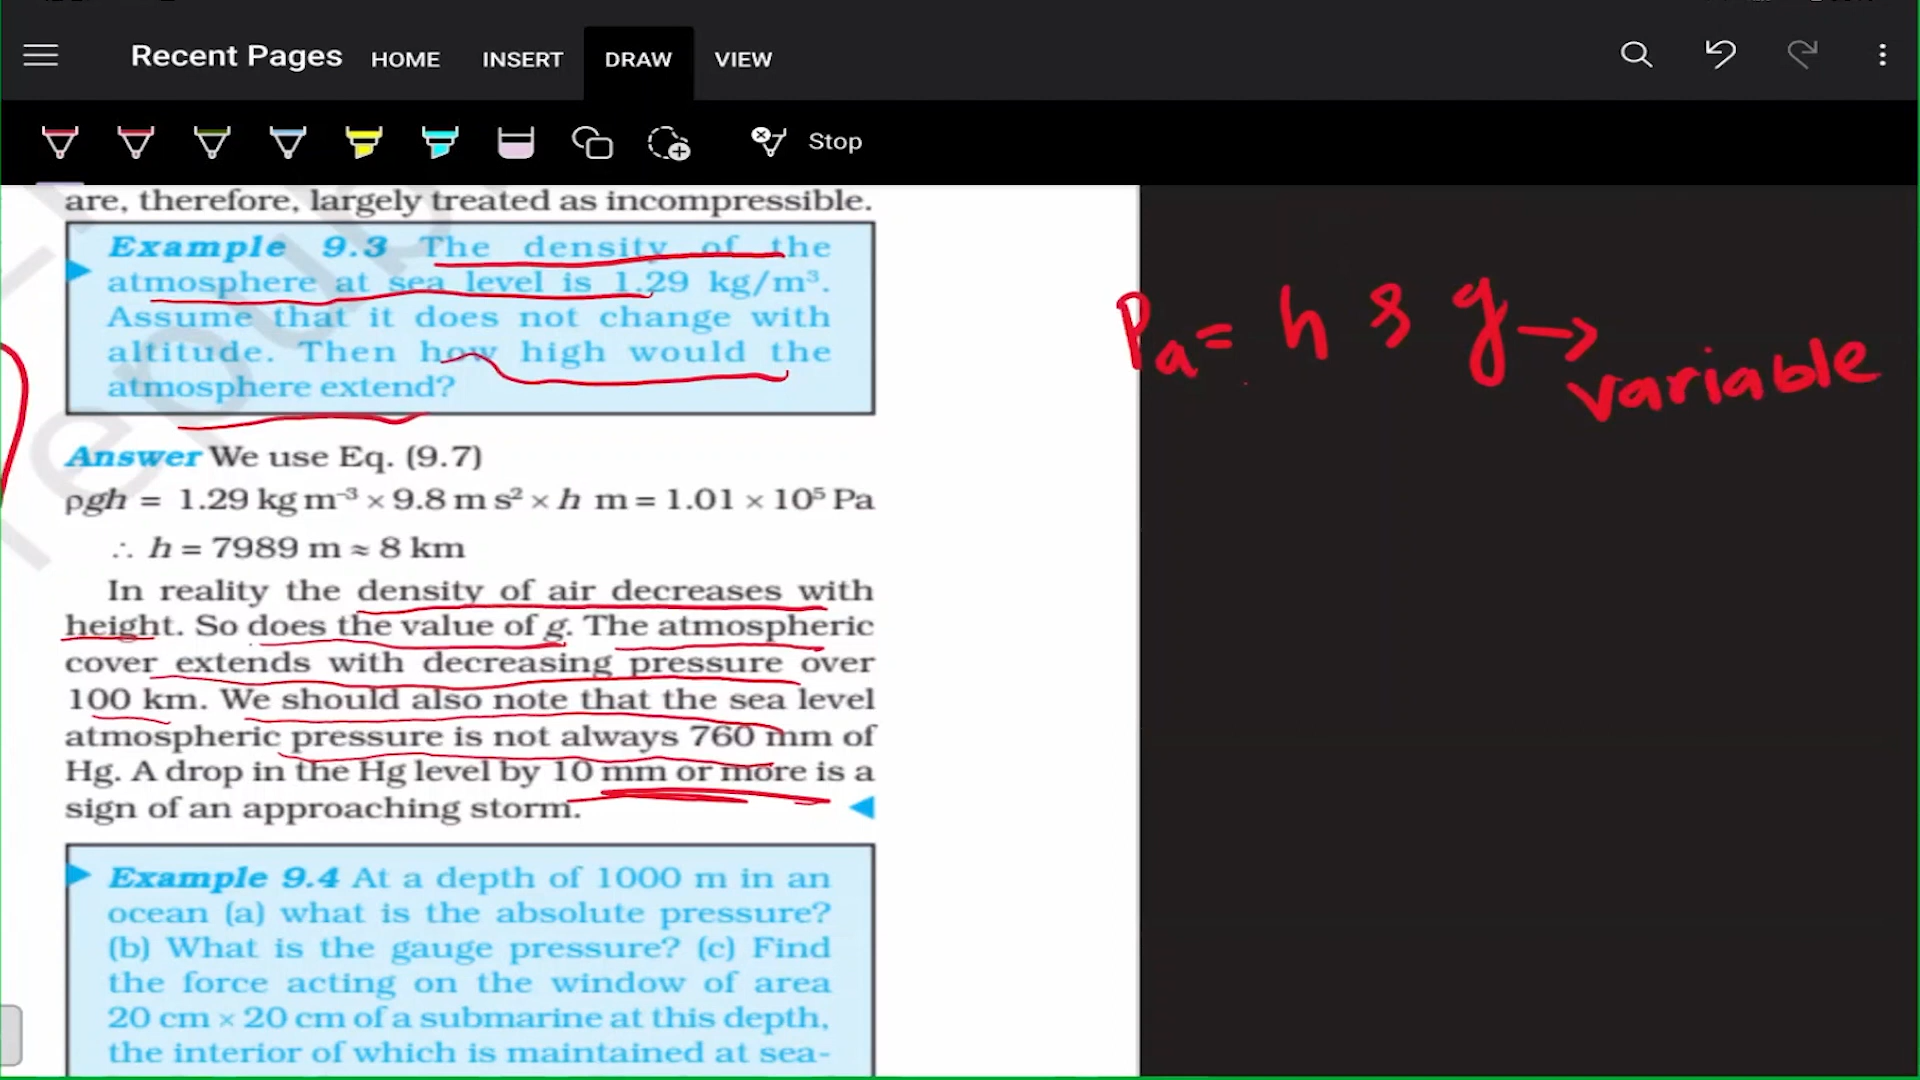 Recent Pages HOME INSERT DRAW VIEW
Stop
are, therefore, largely treated as incompressible.
Example 9.3 The density of the
atmosphere at sea level is 1.29 kg/m³.
Assume that it does not change with
altitude. Then how high would the
atmosphere extend?
Answer We use Eq. (9.7)
ρgh = 1.29 kg m⁻³ × 9.8 m s² × h m = 1.01 × 10⁵ Pa
∴ h = 7989 m ≈ 8 km
In reality the density of air decreases with
height. So does the value of g. The atmospheric
cover extends with decreasing pressure over
100 km. We should also note that the sea level
atmospheric pressure is not always 760 mm of
Hg. A drop in the Hg level by 10 mm or more is a
sign of an approaching storm.
Example 9.4 At a depth of 1000 m in an
ocean (a) what is the absolute pressure?
(b) What is the gauge pressure? (c) Find
the force acting on the window of area
20 cm × 20 cm of a submarine at this depth,
the interior of which is maintained at sea-
Pa = h ρ g →
variable